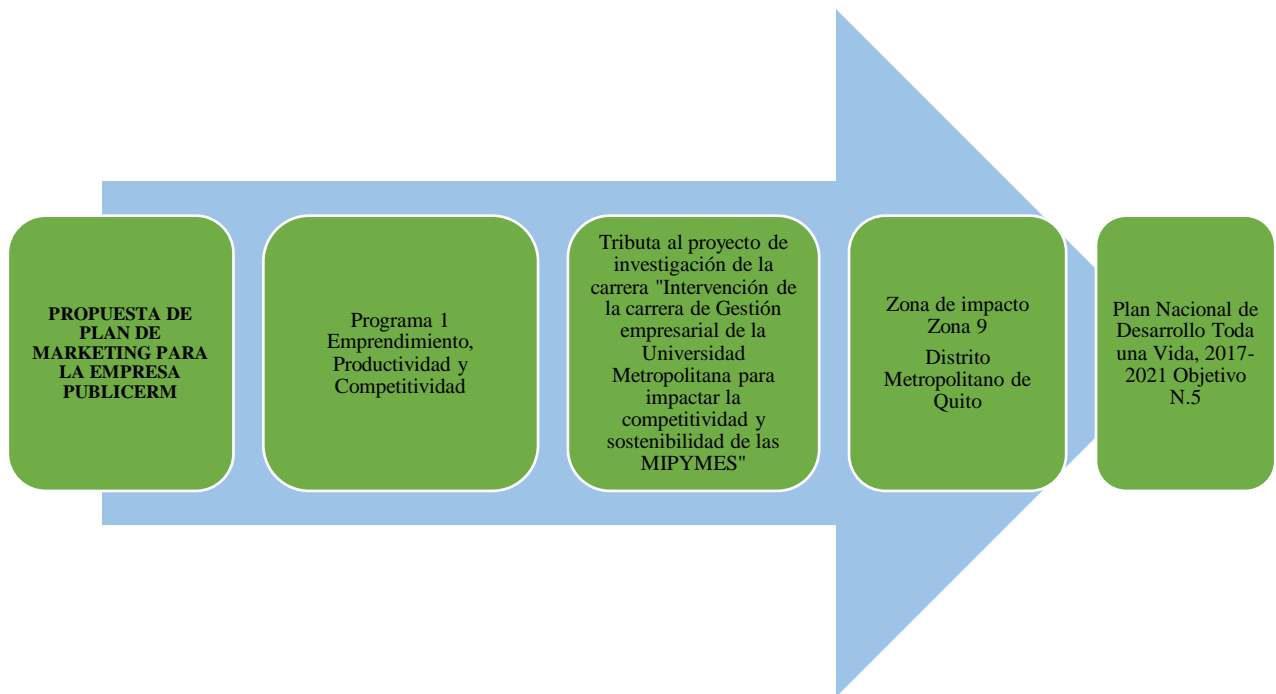 PROPUESTA DE
PLAN DE
MARKETING PARA
LA EMPRESA
PUBLICERM
Programa 1
Emprendimiento,
Productividad y
Competitividad
Tributa al proyecto de
investigación de la
carrera "Intervención de
la carrera de Gestión
empresarial de la
Universidad
Metropolitana para
impactar la
competitividad y
sostenibilidad de las
MIPYMES"
Zona de impacto
Zona 9
Distrito
Metropolitano de
Quito
Plan Nacional de
Desarrollo Toda
una Vida, 2017-
2021 Objetivo
N.5